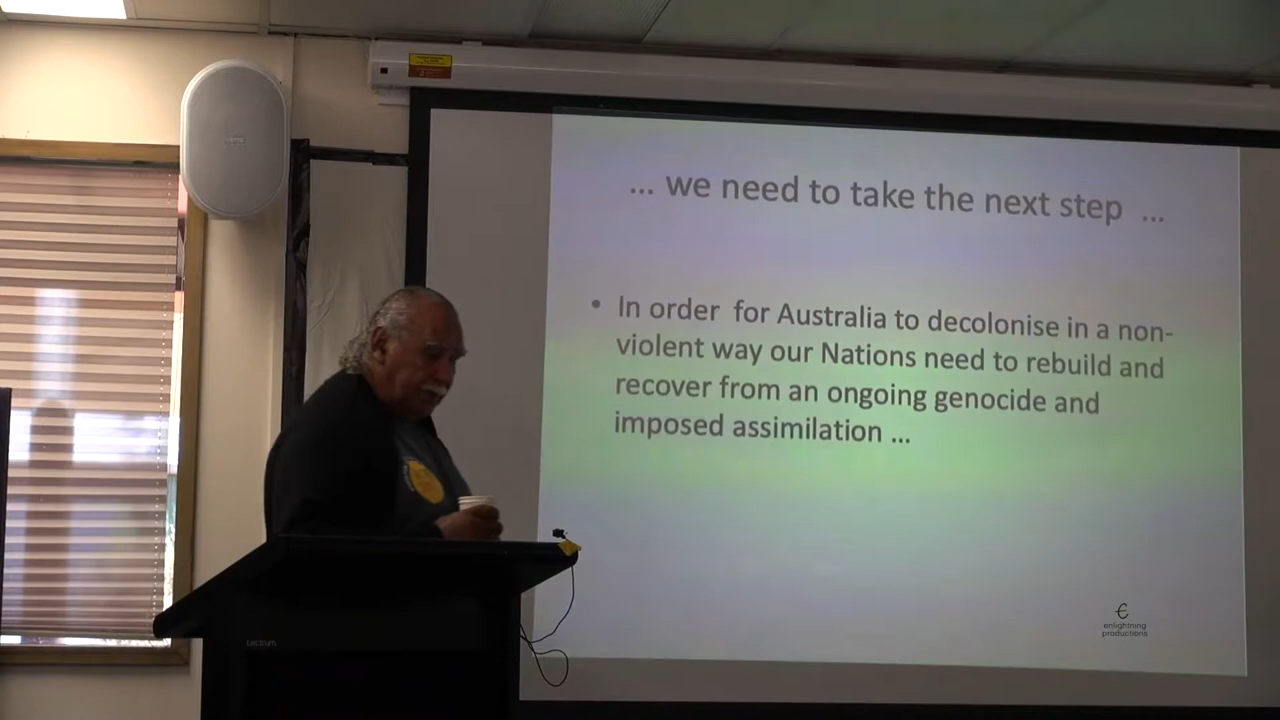 ... we need to take the next step ...
• In order for Australia to decolonise in a non-
violent way our Nations need to rebuild and
recover from an ongoing genocide and
imposed assimilation ...
€
enlightning
productions
Lectrum